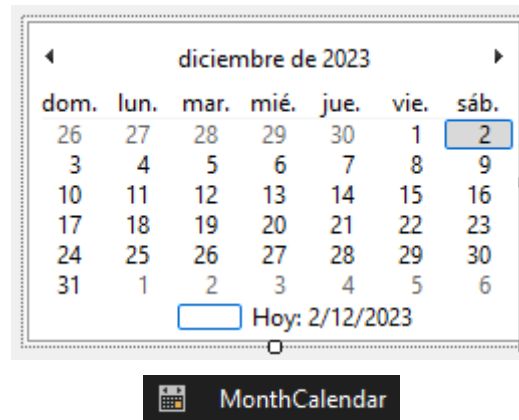 diciembre de 2023
dom. lun. mar. mié. jue. vie. sáb.
26 27 28 29 30 1 2
3 4 5 6 7 8 9
10 11 12 13 14 15 16
17 18 19 20 21 22 23
24 25 26 27 28 29 30
31 1 2 3 4 5 6
Hoy: 2/12/2023
MonthCalendar